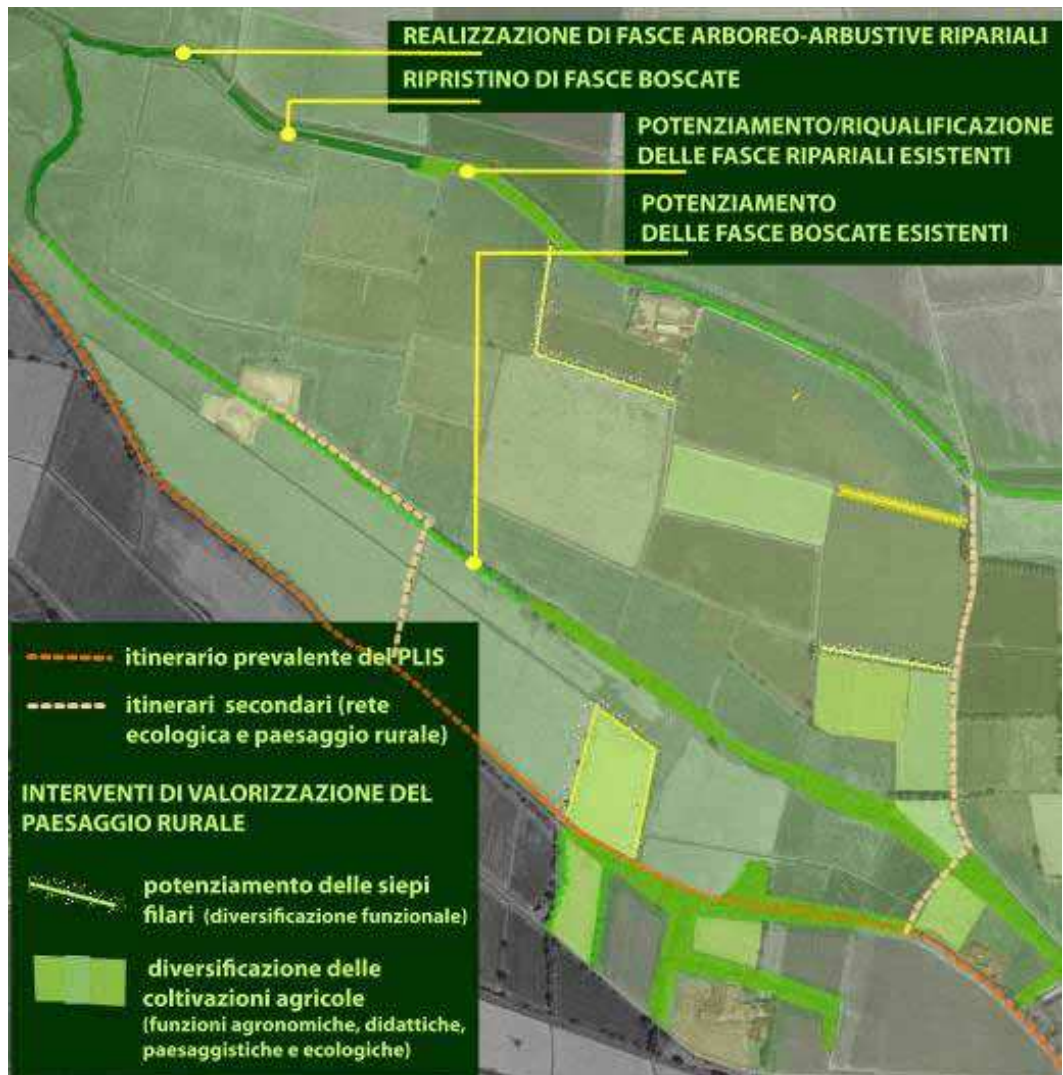 REALIZZAZIONE DI FASCE ARBOREO-ARBUSTIVE RIPARIALI
RIPRISTINO DI FASCE BOSCATE
POTENZIAMENTO/RIQUALIFICAZIONE
DELLE FASCE RIPARIALI ESISTENTI
POTENZIAMENTO
DELLE FASCE BOSCATE ESISTENTI
itinerario prevalente del PLIS
itinerari secondari (rete
ecologica e paesaggio rurale)
INTERVENTI DI VALORIZZAZIONE DEL
PAESAGGIO RURALE
potenziamento delle siepi
filari (diversificazione funzionale)
diversificazione delle
coltivazioni agricole
(funzioni agronomiche, didattiche,
paesaggistiche e ecologiche)